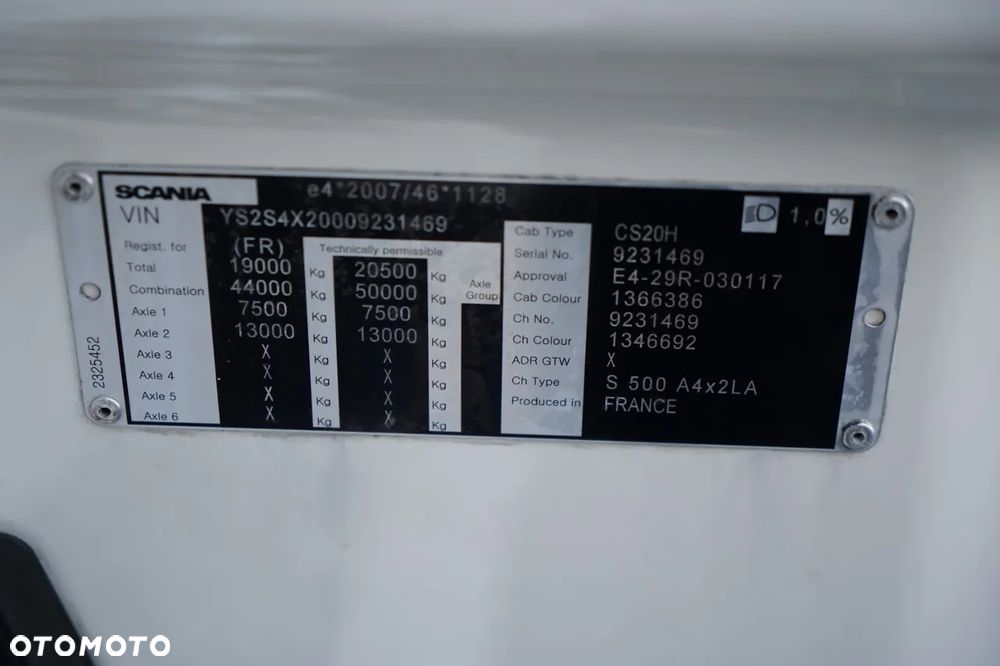 SCANIA e4*2007/46*1128
VIN YS2S4X20009231469
1,0%
Regist. for (FR) Technically permissible
Total 19000 Kg 20500 Kg Axle Group
Combination 44000 Kg 50000 Kg
Axle 1 7500 Kg 7500 Kg
Axle 2 13000 Kg 13000 Kg
Axle 3 X Kg X Kg
Axle 4 X Kg X Kg
Axle 5 X Kg X Kg
Axle 6 X Kg X Kg
Cab Type CS20H
Serial No. 9231469
Approval E4-29R-030117
Cab Colour 1366386
Ch No. 9231469
Ch Colour 1346692
ADR GTW X
Ch Type S 500 A4x2LA
Produced in FRANCE
2325452
OTOMOTO